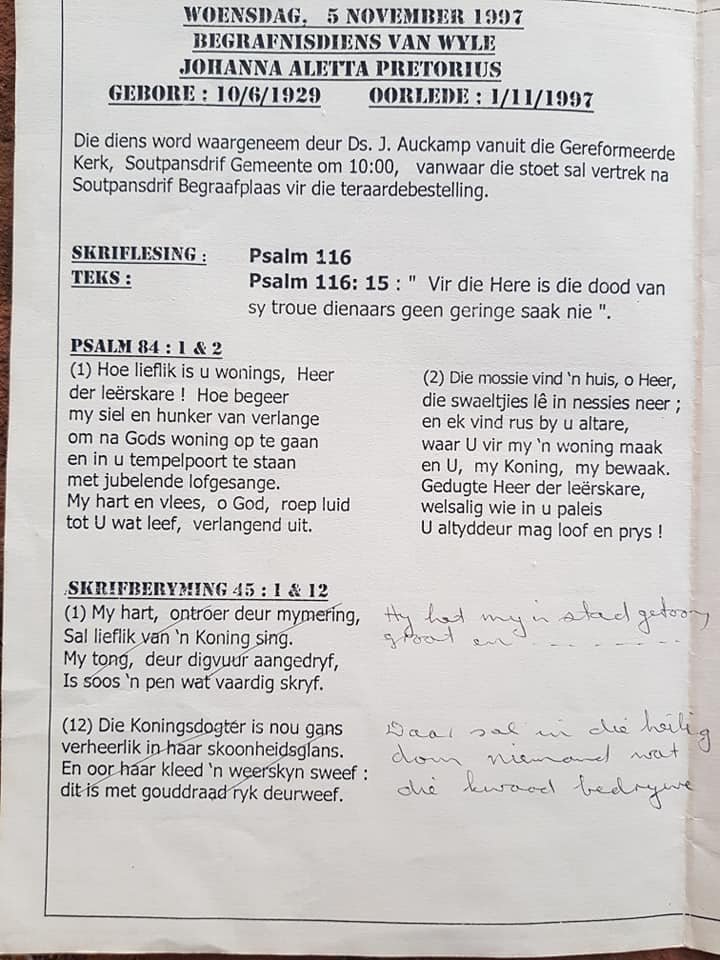 WOENSDAG, 5 NOVEMBER 1997
BEGRAFNISDIENS VAN WYLE
JOHANNA ALETTA PRETORIUS
GEBORE : 10/6/1929 OORLEDE : 1/11/1997
Die diens word waargeneem deur Ds. J. Auckamp vanuit die Gereformeerde
Kerk, Soutpansdrif Gemeente om 10:00, vanwaar die stoet sal vertrek na
Soutpansdrif Begraafplaas vir die teraardebestelling.
SKRIFLESING : Psalm 116
TEKS : Psalm 116: 15 : " Vir die Here is die dood van
sy troue dienaars geen geringe saak nie ".
PSALM 84 : 1 & 2
(1) Hoe lieflik is u wonings, Heer
der leërskare ! Hoe begeer
my siel en hunker van verlange
om na Gods woning op te gaan
en in u tempelpoort te staan
met jubelende lofgesange.
My hart en vlees, o God, roep luid
tot U wat leef, verlangend uit.
(2) Die mossie vind 'n huis, o Heer,
die swaeltjies lê in nessies neer ;
en ek vind rus by u altare,
waar U vir my 'n woning maak
en U, my Koning, my bewaak.
Gedugte Heer der leërskare,
welsalig wie in u paleis
U altyddeur mag loof en prys !
SKRIFBERYMING 45 : 1 & 12
(1) My hart, ontroer deur mymering,
Sal lieflik van 'n Koning sing.
My tong, deur digvuur aangedryf,
Is soos 'n pen wat vaardig skryf.
Hy het my 'n stad getoon,
groot en ..........
(12) Die Koningsdogter is nou gans
verheerlik in haar skoonheidsglans.
En oor haar kleed 'n weerskyn sweef :
dit is met gouddraad ryk deurweef.
Daar sal in die heilig
dom niemand wat
die kwaad bedrywe